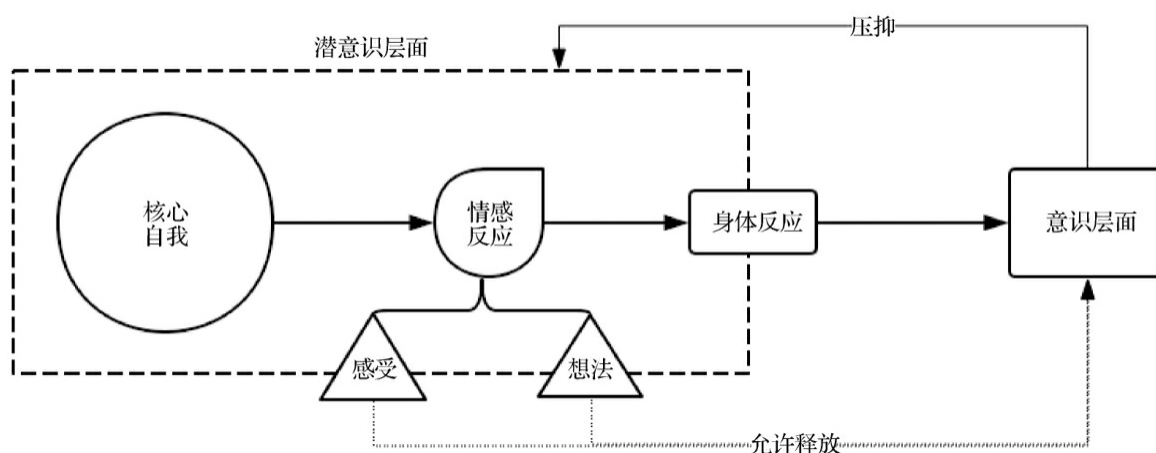 压抑
潜意识层面
核心
自我
情感
反应
身体反应
意识层面
感受
想法
允许释放